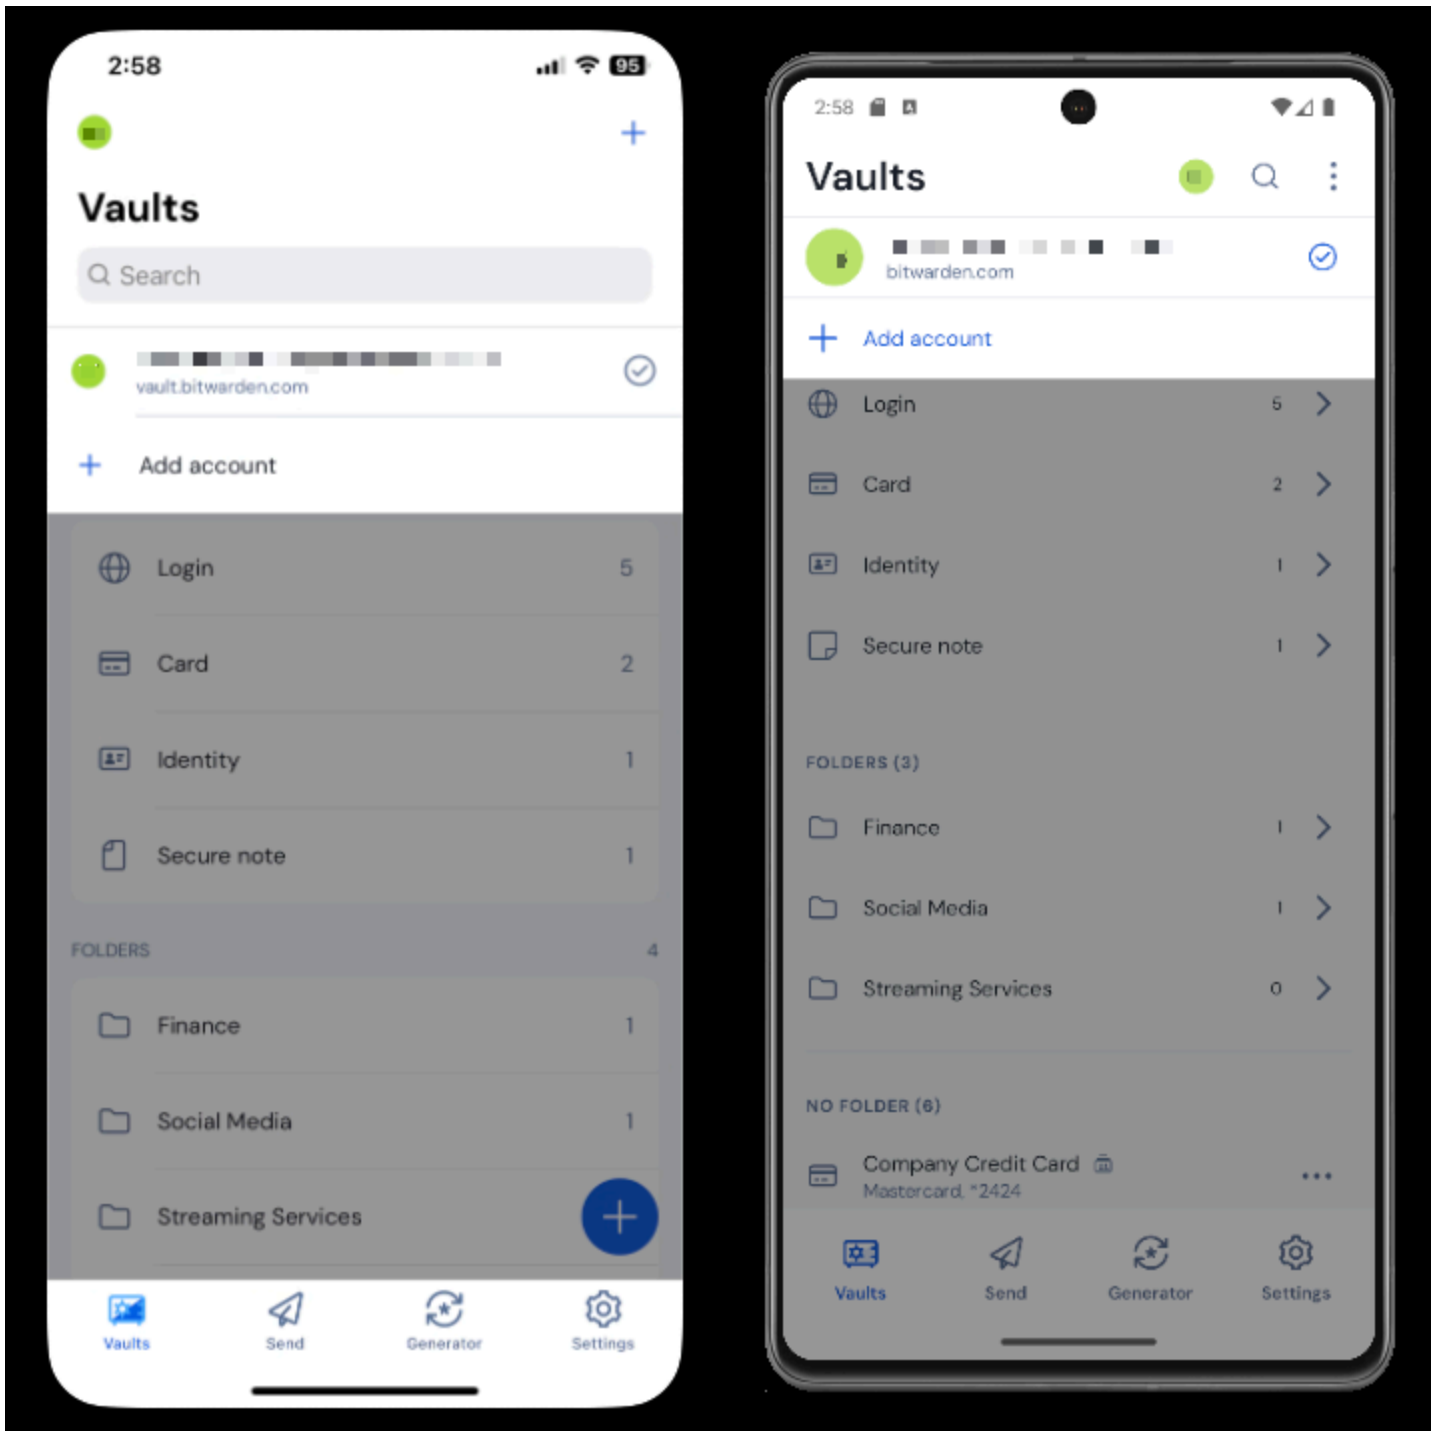 2:58
95
Vaults
Search
vault.bitwarden.com
Add account
Login 5
Card 2
Identity 1
Secure note 1
FOLDERS 4
Finance 1
Social Media 1
Streaming Services
Vaults Send Generator Settings
2:58
Vaults
bitwarden.com
Add account
Login 5
Card 2
Identity 1
Secure note 1
FOLDERS (3)
Finance 1
Social Media 1
Streaming Services 0
NO FOLDER (6)
Company Credit Card
Mastercard, *2424
Vaults Send Generator Settings